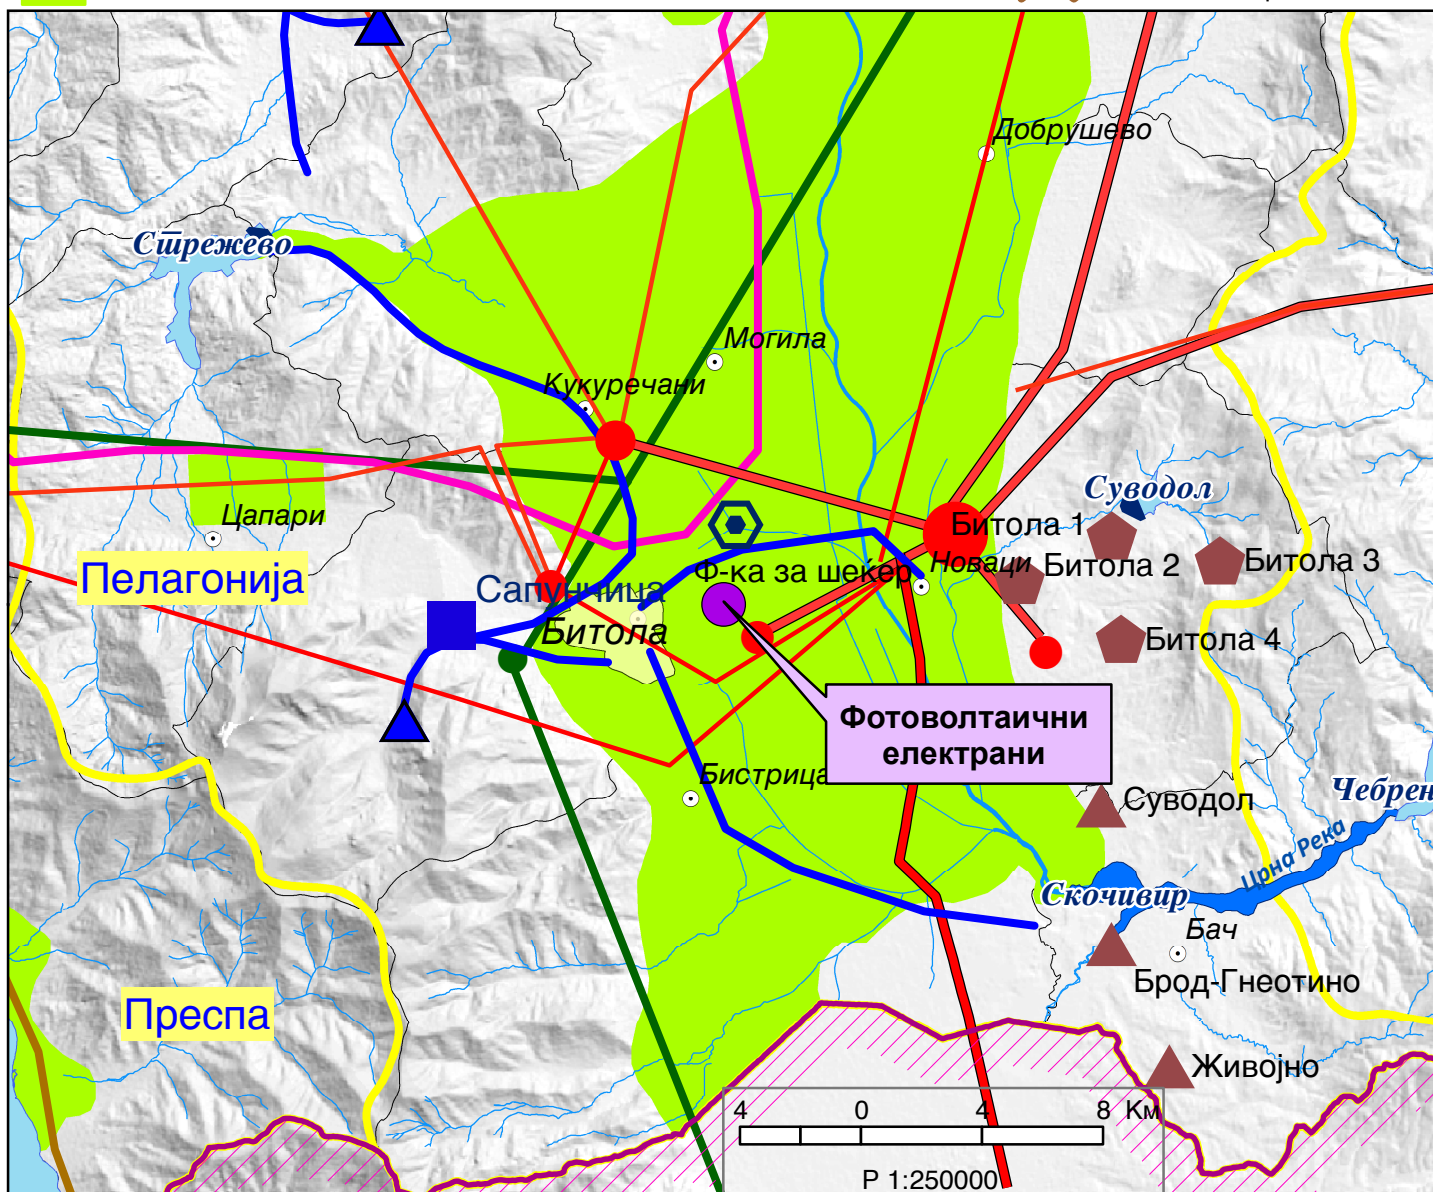 Добрушево
Стрежево
Могила
Кукуречани
Суводол
Цапари
Битола 1
Новаци
Битола 2
Битола 3
Ф-ка за шеќер
Пелагонија
Сапунчица
Битола
Битола 4
Фотоволтаични
електрани
Бистрица
Суводол
Чебрен
Црна Река
Скочивир
Бач
Брод-Гнеотино
Преспа
Живојно
4 0 4 8 Км
Р 1:250000